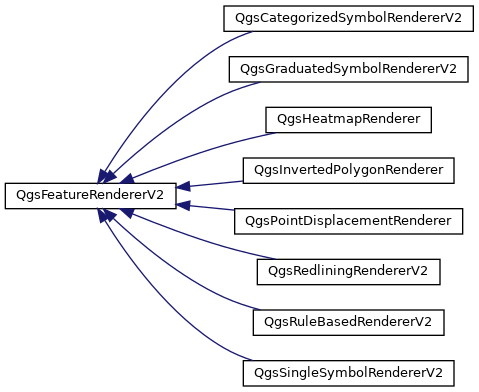 QgsCategorizedSymbolRendererV2
QgsGraduatedSymbolRendererV2
QgsHeatmapRenderer
QgsInvertedPolygonRenderer
QgsFeatureRendererV2
QgsPointDisplacementRenderer
QgsRedliningRendererV2
QgsRuleBasedRendererV2
QgsSingleSymbolRendererV2